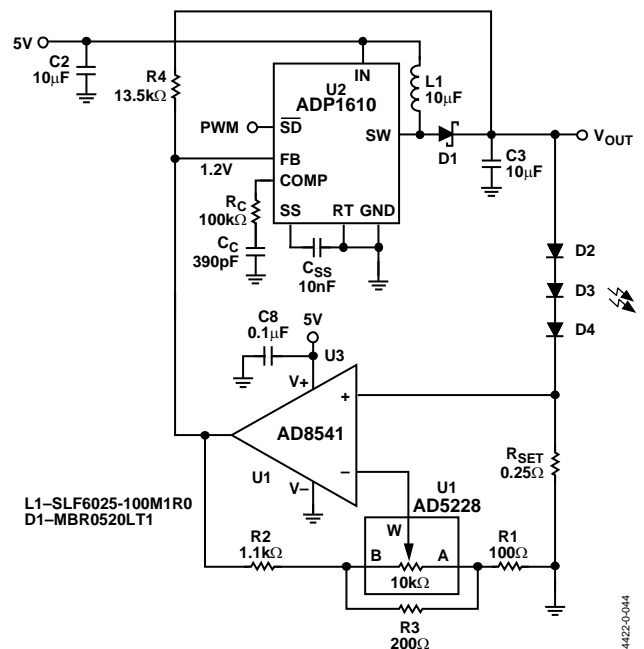 5V
C2
10μF
R4
13.5kΩ
IN
U2
ADP1610
L1
10μF
PWM
SD
SW
D1
VOUT
1.2V
FB
COMP
C3
10μF
RC
100kΩ
SS
RT
GND
CC
390pF
CSS
10nF
D2
D3
D4
C8
0.1μF
5V
U3
V+
+
AD8541
–
U1
V–
RSET
0.25Ω
L1–SLF6025-100M1R0
D1–MBR0520LT1
U1
AD5228
W
R2
1.1kΩ
B
A
R1
100Ω
10kΩ
R3
200Ω
4422-0-044